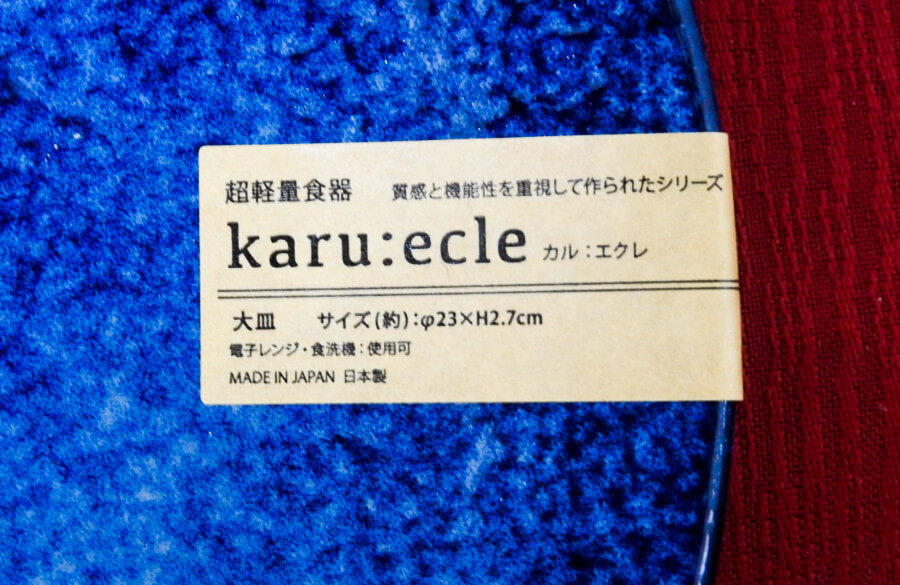 超軽量食器 質感と機能性を重視して作られたシリーズ
karu:ecle カル:エクレ
大皿 サイズ(約):φ23×H2.7cm
電子レンジ・食洗機:使用可
MADE IN JAPAN 日本製